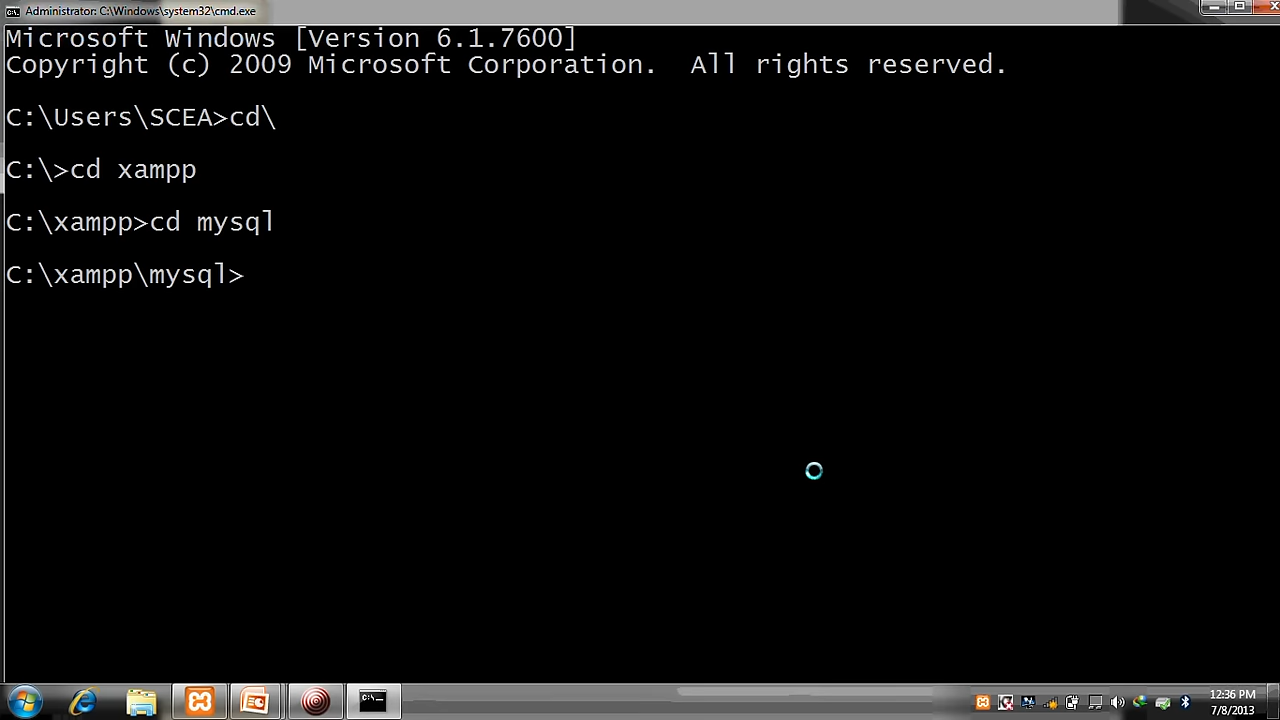 Administrator: C:\Windows\system32\cmd.exe
Microsoft Windows [Version 6.1.7600]
Copyright (c) 2009 Microsoft Corporation.  All rights reserved.
C:\Users\SCEA>cd\
C:\>cd xampp
C:\xampp>cd mysql
C:\xampp\mysql>
12:36 PM
7/8/2013